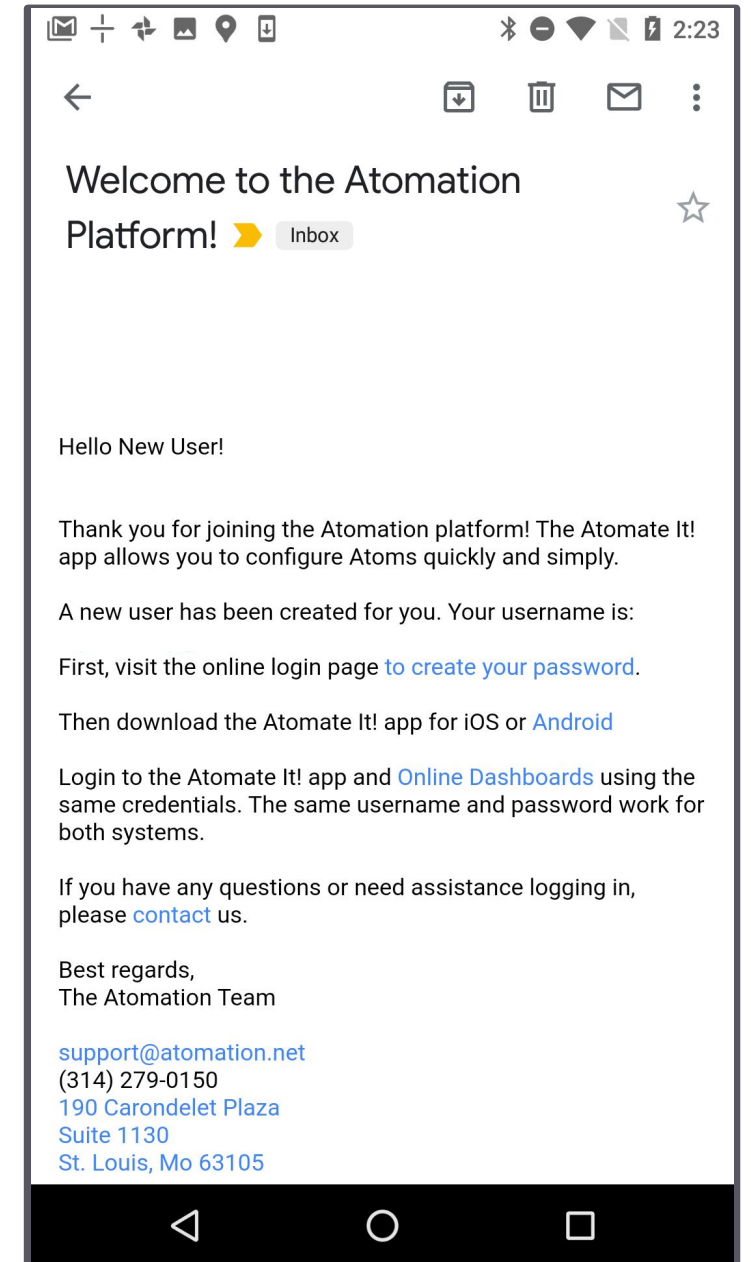 2:23
Welcome to the Atomation
Platform! Inbox
Hello New User!
Thank you for joining the Atomation platform! The Atomate It!
app allows you to configure Atoms quickly and simply.
A new user has been created for you. Your username is:
First, visit the online login page to create your password.
Then download the Atomate It! app for iOS or Android
Login to the Atomate It! app and Online Dashboards using the
same credentials. The same username and password work for
both systems.
If you have any questions or need assistance logging in,
please contact us.
Best regards,
The Atomation Team
support@atomation.net
(314) 279-0150
190 Carondelet Plaza
Suite 1130
St. Louis, Mo 63105